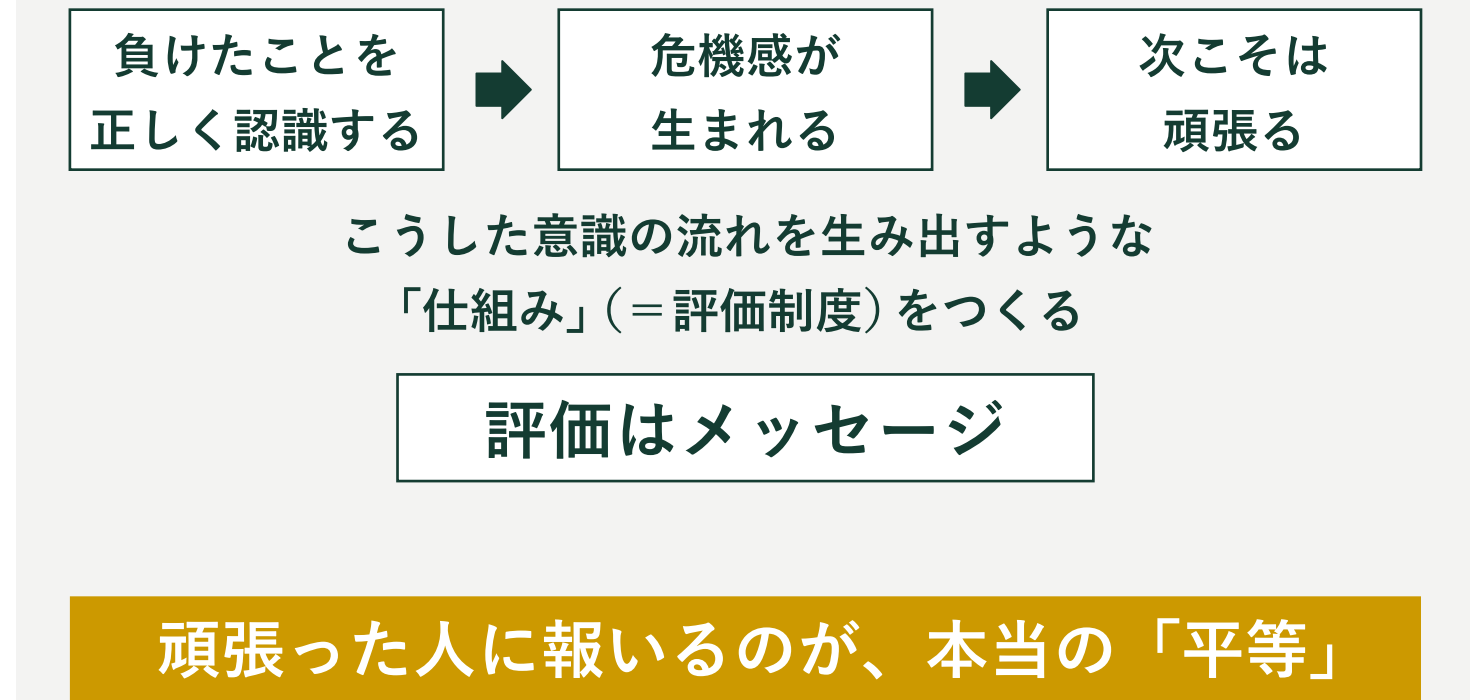 負けたことを
正しく認識する
危機感が
生まれる
次こそは
頑張る
こうした意識の流れを生み出すような
「仕組み」(＝評価制度)をつくる
評価はメッセージ
頑張った人に報いるのが、本当の「平等」